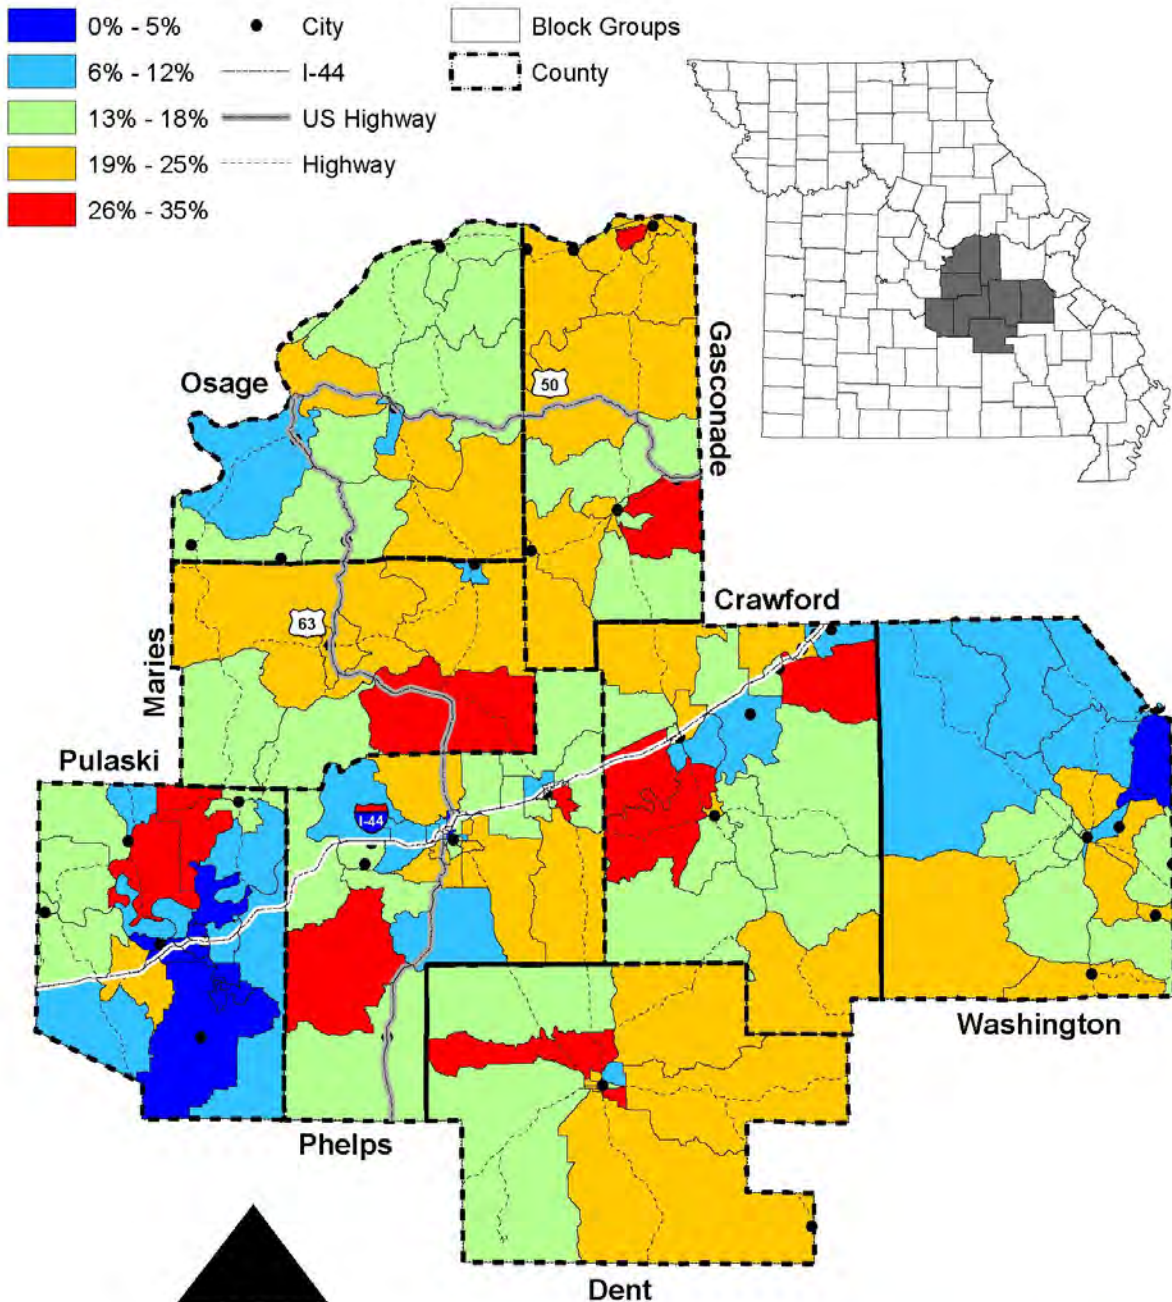 0% - 5%
City
Block Groups
6% - 12%
I-44
County
13% - 18%
US Highway
19% - 25%
Highway
26% - 35%
Osage
50
Gasconade
63
Crawford
Maries
Pulaski
I-44
Washington
Phelps
Dent